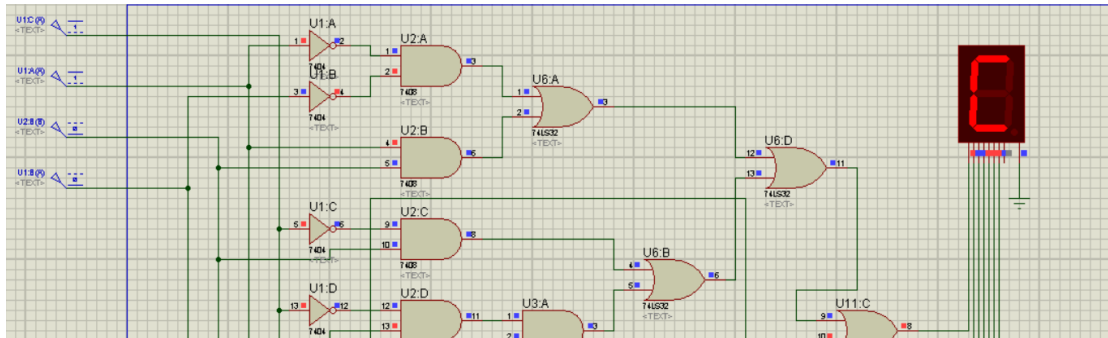 U1:C(A)
<TEXT>
U1:A(A)
<TEXT>
U2:B(B)
<TEXT>
U1:B(A)
<TEXT>
U1:A
1
2
7404
U1:B
3
4
7404
<TEXT>
U2:A
1
2
3
7408
<TEXT>
U6:A
1
2
3
74LS32
<TEXT>
U2:B
4
5
6
7408
<TEXT>
U6:D
12
13
11
74LS32
<TEXT>
U1:C
5
6
7404
<TEXT>
U2:C
9
10
8
7408
<TEXT>
U6:B
4
5
6
74LS32
<TEXT>
U1:D
13
12
7404
U2:D
12
13
11
U3:A
1
2
3
U11:C
9
10
8